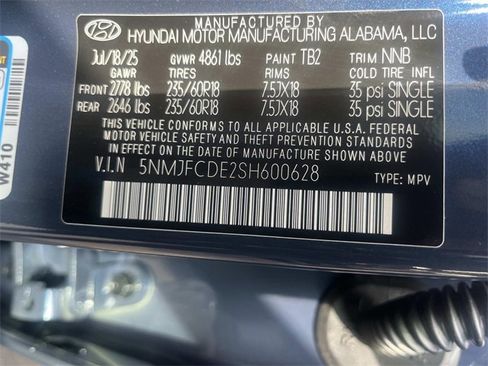 MANUFACTURED BY
HYUNDAI MOTOR MANUFACTURING ALABAMA, LLC
Jul/18/25 GVWR 4861 lbs PAINT TB2 TRIM NNB
GAWR TIRES RIMS COLD TIRE INFL
FRONT 2778 lbs 235/60R18 7.5JX18 35 psi SINGLE
REAR 2646 lbs 235/60R18 7.5JX18 35 psi SINGLE
THIS VEHICLE CONFORMS TO ALL APPLICABLE U.S.A. FEDERAL
MOTOR VEHICLE SAFETY AND THEFT PREVENTION STANDARDS
IN EFFECT ON THE DATE OF MANUFACTURE SHOWN ABOVE
V.I.N 5NMJFCDE2SH600628 TYPE: MPV
W410